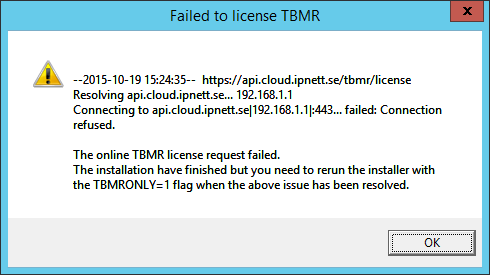 Failed to license TBMR
x
--2015-10-19 15:24:35-- https://api.cloud.ipnett.se/tbmr/license
Resolving api.cloud.ipnett.se... 192.168.1.1
Connecting to api.cloud.ipnett.se|192.168.1.1|:443... failed: Connection
refused.
The online TBMR license request failed.
The installation have finished but you need to rerun the installer with
the TBMRONLY=1 flag when the above issue has been resolved.
OK